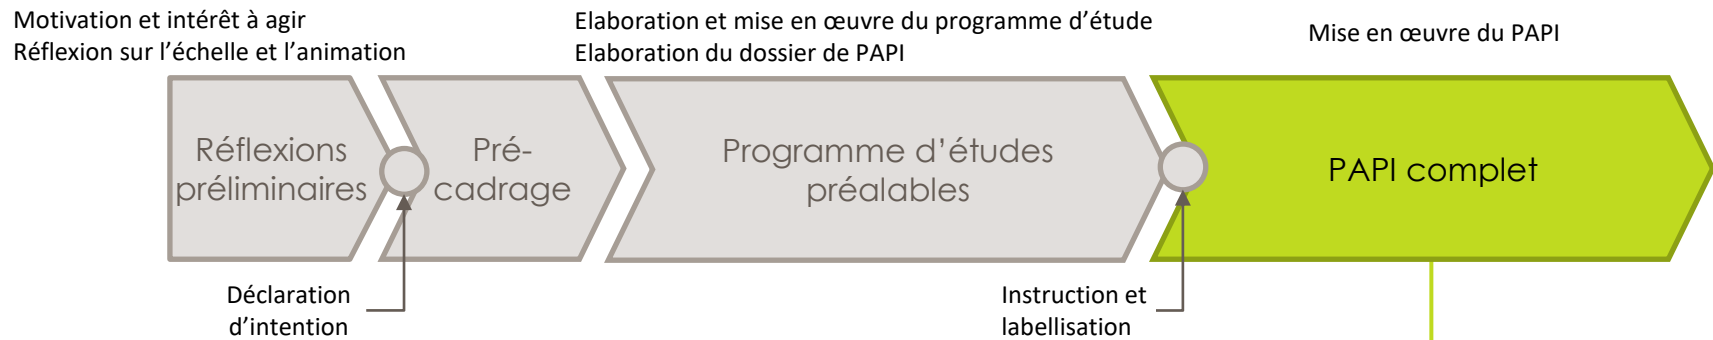 Motivation et intérêt à agir
Réflexion sur l’échelle et l’animation
Elaboration et mise en œuvre du programme d’étude
Elaboration du dossier de PAPI
Mise en œuvre du PAPI
Réflexions
préliminaires
Pré-
cadrage
Programme d’études
préalables
PAPI complet
Déclaration
d’intention
Instruction et
labellisation